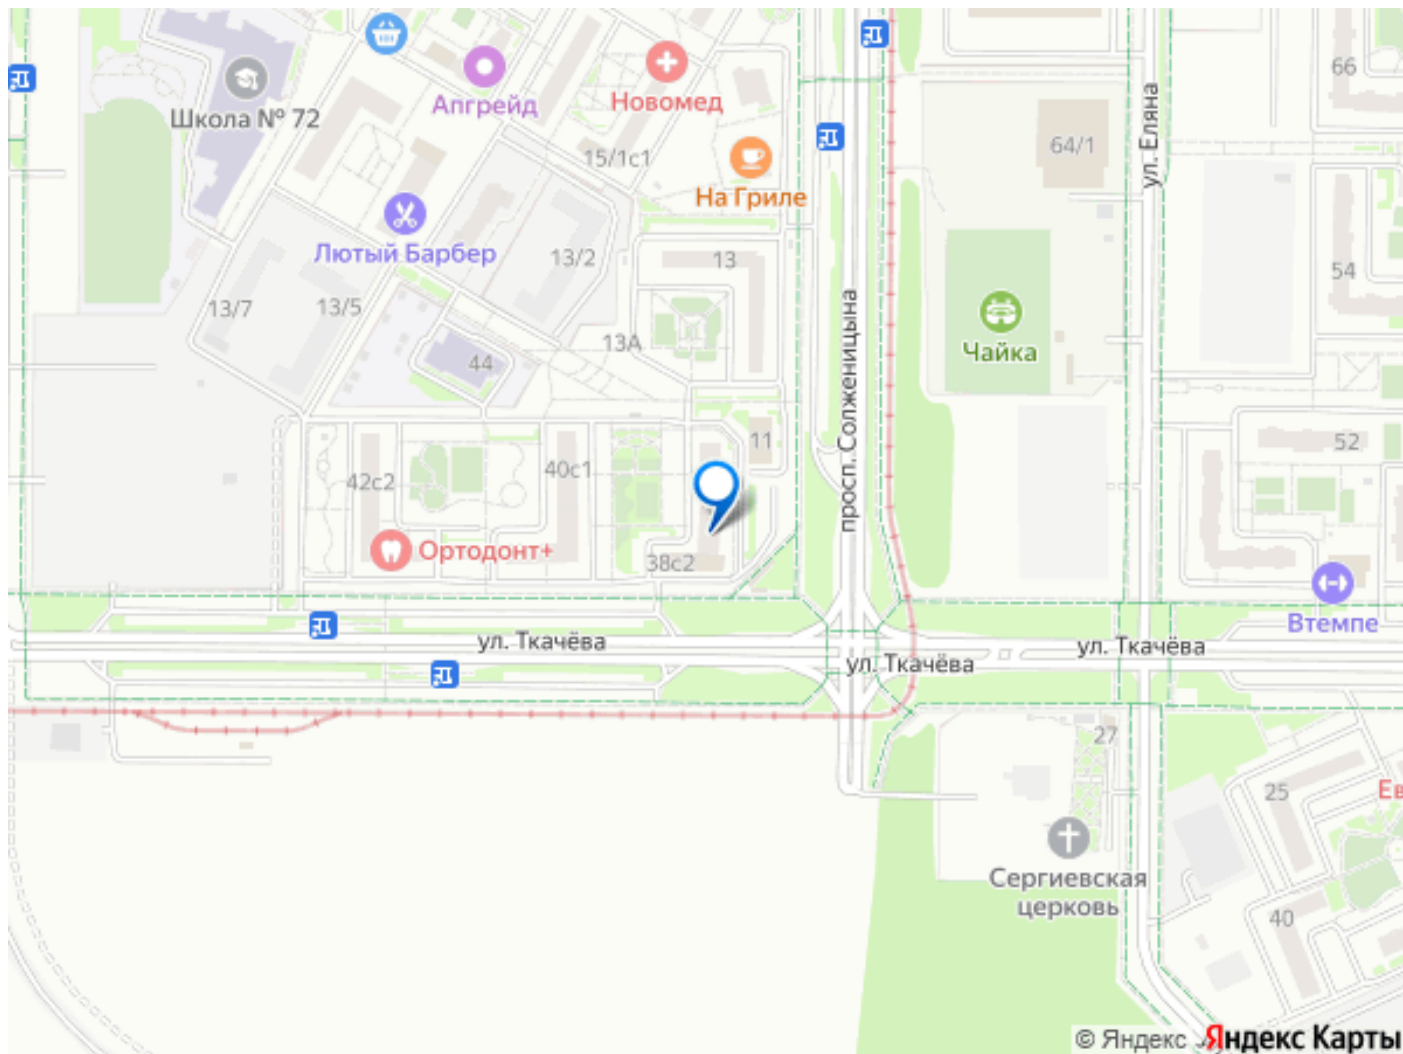 66
Школа № 72
Апгрейд
Новомед
15/1с1
64/1
ул. Еляна
На Гриле
Лютый Барбер
13/2
13
54
13/7
13/5
просп. Солженицына
13А
44
Чайка
11
52
42с2
40с1
Ортодонт+
38с2
Втемпе
ул. Ткачёва
ул. Ткачёва
ул. Ткачёва
27
25
Ев
Сергиевская
церковь
40
© Яндекс
Яндекс Карты